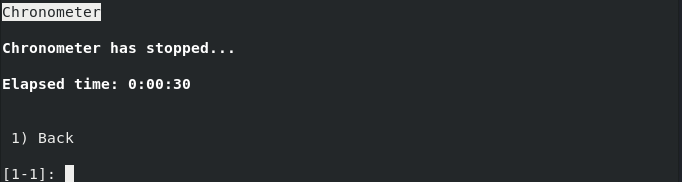 Chronometer
Chronometer has stopped...
Elapsed time: 0:00:30
1) Back
[1-1]: